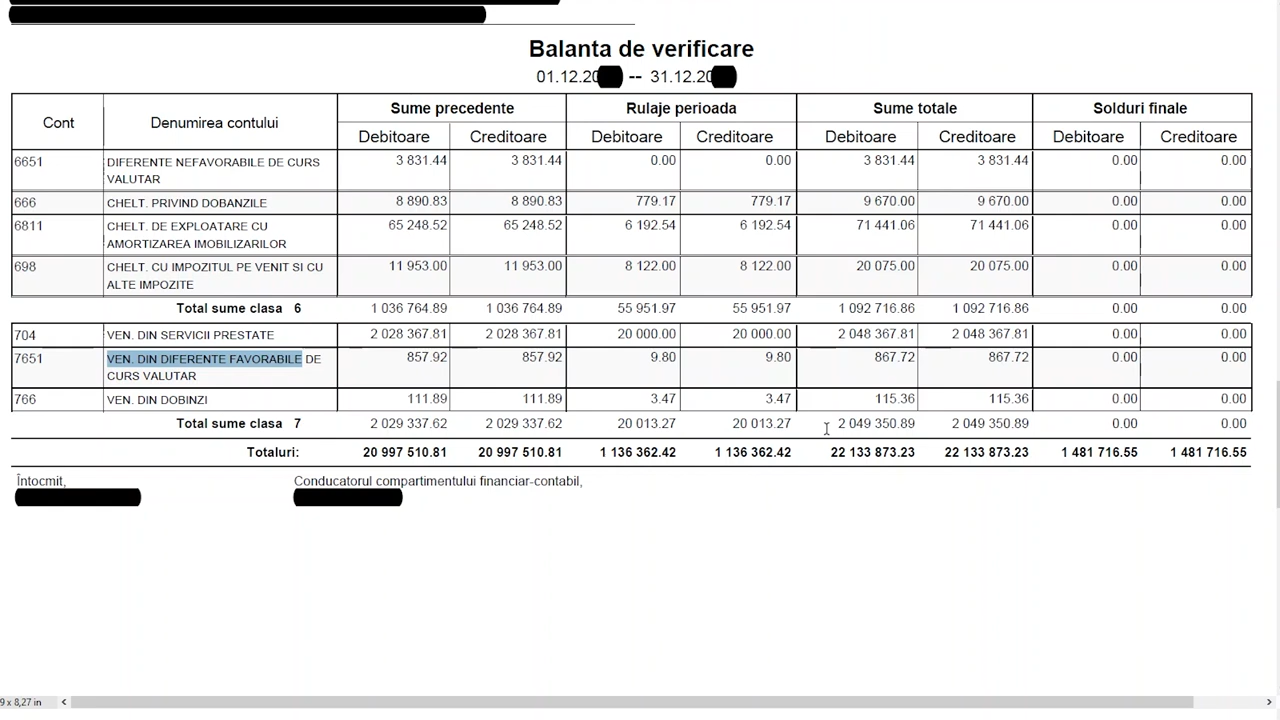 Balanta de verificare
01.12.20 -- 31.12.20
Cont Denumirea contului Sume precedente Rulaje perioada Sume totale Solduri finale
Debitoare Creditoare Debitoare Creditoare Debitoare Creditoare Debitoare Creditoare
6651 DIFERENTE NEFAVORABILE DE CURS 3 831.44 3 831.44 0.00 0.00 3 831.44 3 831.44 0.00 0.00
VALUTAR
666 CHELT. PRIVIND DOBANZILE 8 890.83 8 890.83 779.17 779.17 9 670.00 9 670.00 0.00 0.00
6811 CHELT. DE EXPLOATARE CU 65 248.52 65 248.52 6 192.54 6 192.54 71 441.06 71 441.06 0.00 0.00
AMORTIZAREA IMOBILIZARILOR
698 CHELT. CU IMPOZITUL PE VENIT SI CU 11 953.00 11 953.00 8 122.00 8 122.00 20 075.00 20 075.00 0.00 0.00
ALTE IMPOZITE
Total sume clasa 6 1 036 764.89 1 036 764.89 55 951.97 55 951.97 1 092 716.86 1 092 716.86 0.00 0.00
704 VEN. DIN SERVICII PRESTATE 2 028 367.81 2 028 367.81 20 000.00 20 000.00 2 048 367.81 2 048 367.81 0.00 0.00
7651 VEN. DIN DIFERENTE FAVORABILE DE 857.92 857.92 9.80 9.80 867.72 867.72 0.00 0.00
CURS VALUTAR
766 VEN. DIN DOBINZI 111.89 111.89 3.47 3.47 115.36 115.36 0.00 0.00
Total sume clasa 7 2 029 337.62 2 029 337.62 20 013.27 20 013.27 2 049 350.89 2 049 350.89 0.00 0.00
Totaluri: 20 997 510.81 20 997 510.81 1 136 362.42 1 136 362.42 22 133 873.23 22 133 873.23 1 481 716.55 1 481 716.55
Întocmit, Conducatorul compartimentului financiar-contabil,
9 x 8,27 in